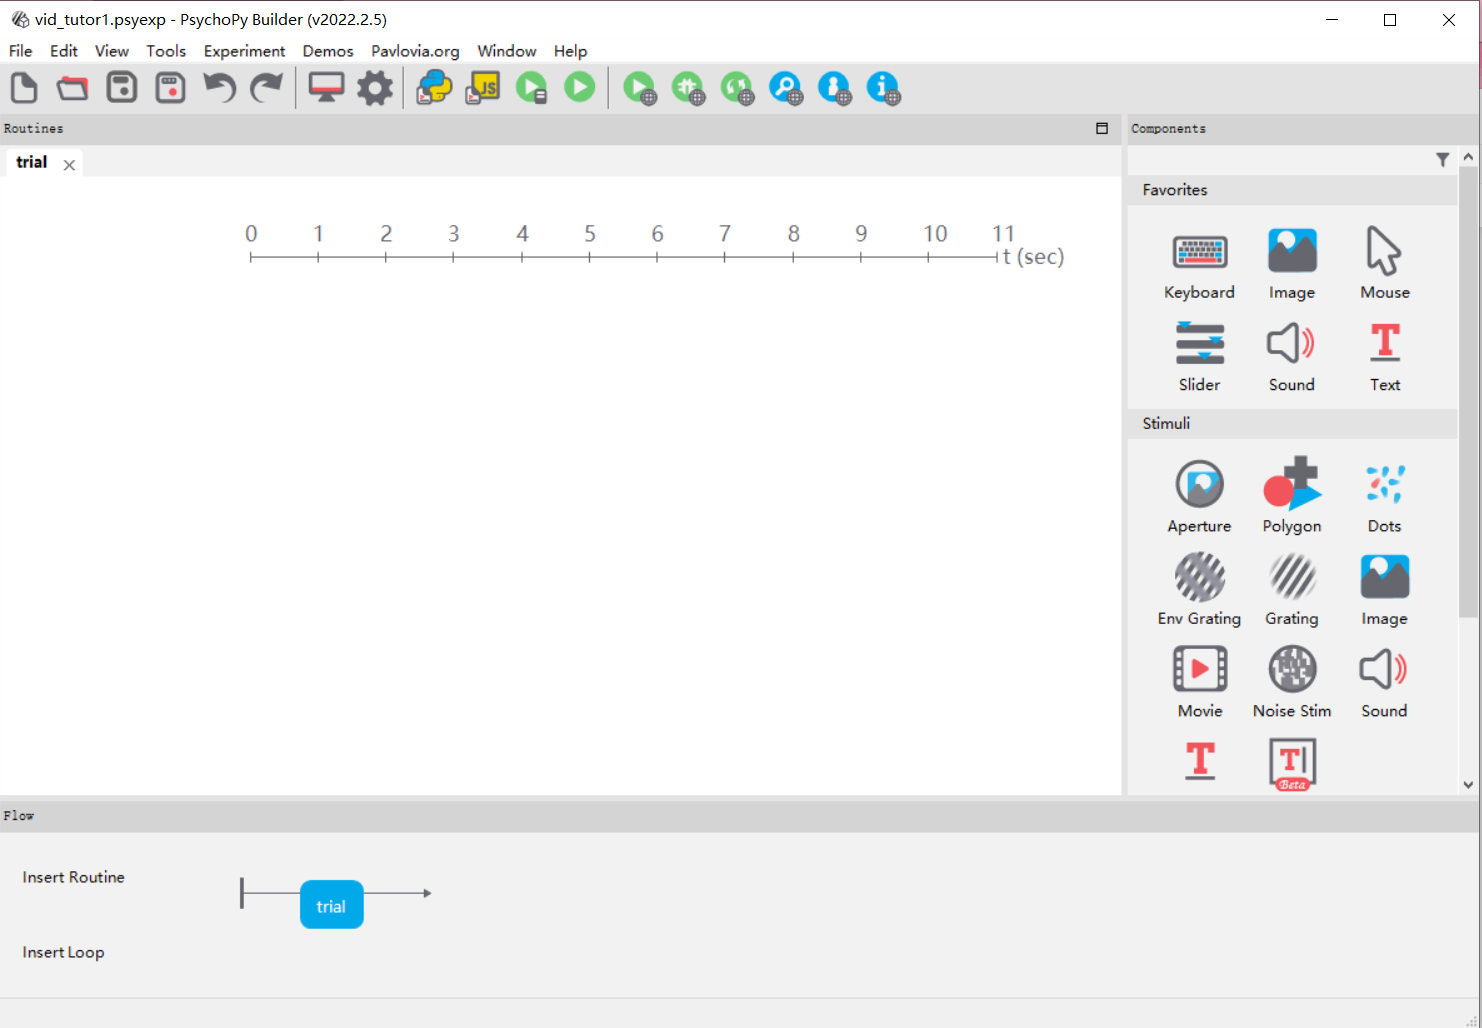 vid_tutor1.psyexp - PsychoPy Builder (v2022.2.5)
File Edit View Tools Experiment Demos Pavlovia.org Window Help
JS
Routines
trial
0 1 2 3 4 5 6 7 8 9 10 11
t (sec)
Components
Favorites
Keyboard Image Mouse
Slider Sound Text
Stimuli
Aperture Polygon Dots
Env Grating Grating Image
Movie Noise Stim Sound
Beta
Flow
Insert Routine
trial
Insert Loop